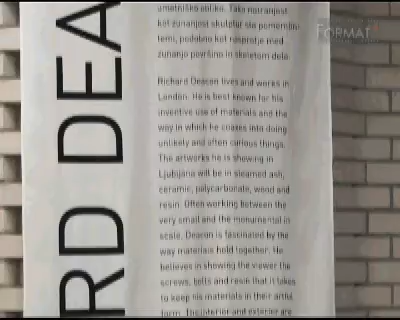 RD DEA
umetniško obliko. Tako notranjost
kot zunanjost skulptur sta pomembni
temi, podobno kot nasprotje med
zunanjo površino in skeletom dela.
Richard Deacon lives and works in
London. He is best known for his
inventive use of materials and the
way in which he coaxes into doing
unlikely and often curious things.
The artworks he is showing in
Ljubljana will be in steamed ash,
ceramic, polycarbonate, wood and
resin. Often working between the
very small and the monumental in
scale, Deacon is fascinated by the
way materials hold together. He
believes in showing the viewer the
screws, bolts and resin that it takes
to keep his materials in their artful
form. The interior and exterior are
FORMAT